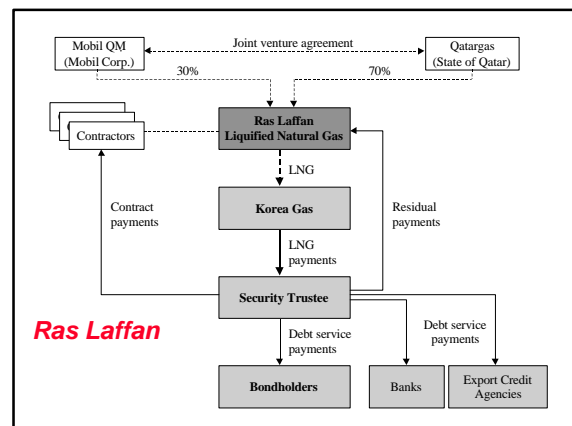 Mobil QM
(Mobil Corp.)
Joint venture agreement
Qatargas
(State of Qatar)
30%
70%
Contractors
Ras Laffan
Liquified Natural Gas
LNG
Contract
payments
Korea Gas
Residual
payments
LNG
payments
Security Trustee
Ras Laffan
Debt service
payments
Debt service
payments
Bondholders
Banks
Export Credit
Agencies